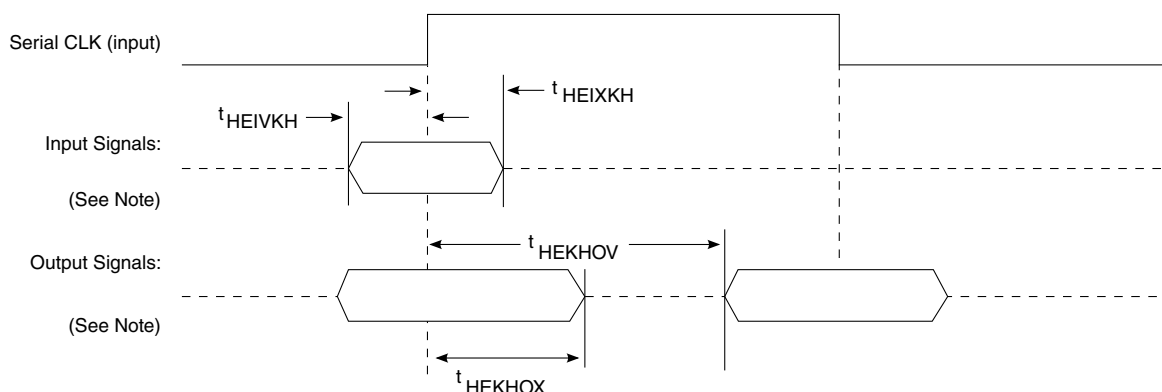 Serial CLK (input)
t HEIXKH
t HEIVKH
Input Signals:
(See Note)
t HEKHOV
Output Signals:
(See Note)
t HEKHOX